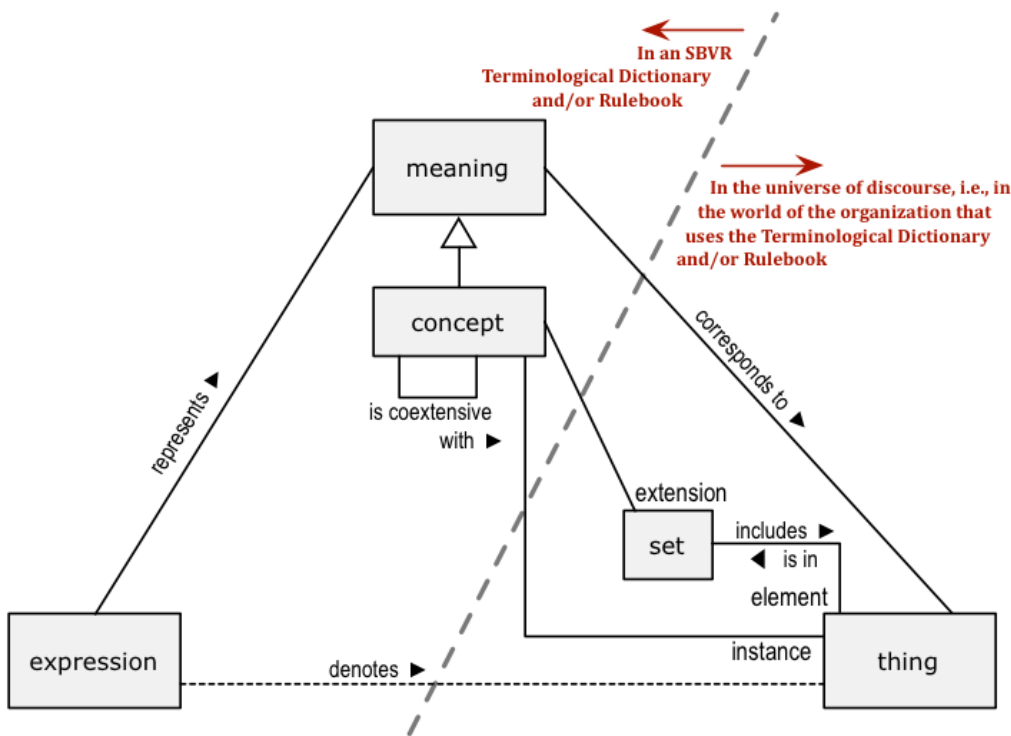 In an SBVR
Terminological Dictionary
and/or Rulebook
meaning
In the universe of discourse, i.e., in
the world of the organization that
uses the Terminological Dictionary
and/or Rulebook
concept
corresponds to ►
represents ►
is coextensive
with ►
extension
set
includes ►
◄ is in
element
expression
denotes ►
instance
thing